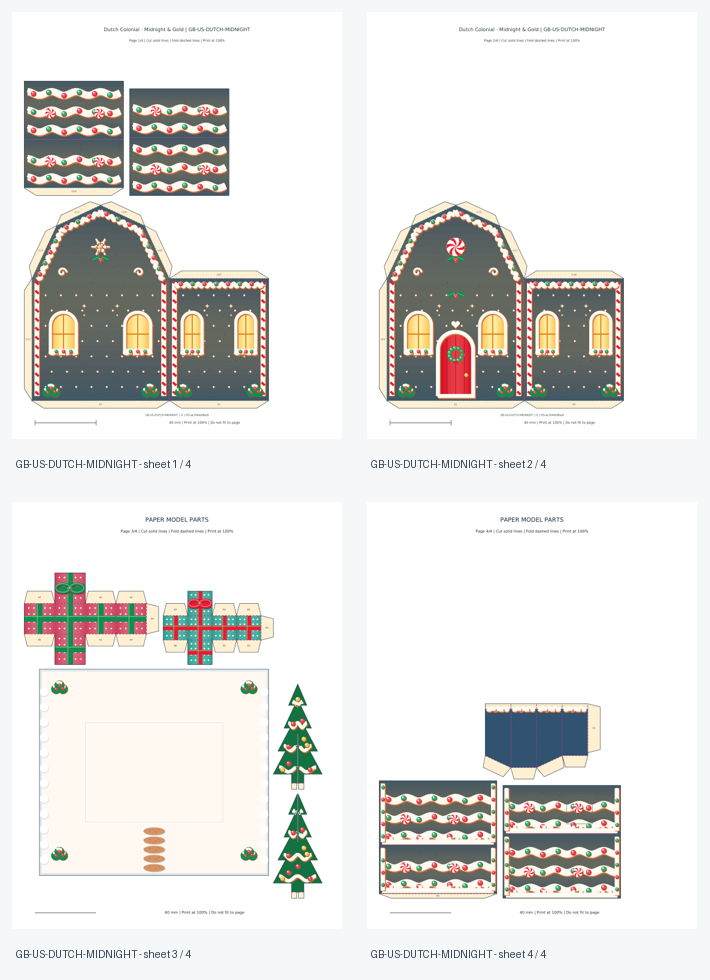 Dutch Colonial · Midnight & Gold | GB-US-DUTCH-MIDNIGHT
Page 1/4 | Cut solid lines | Fold dashed lines | Print at 100%
40 mm | Print at 100% | Do not fit to page
GB-US-DUTCH-MIDNIGHT - sheet 1 / 4
Dutch Colonial · Midnight & Gold | GB-US-DUTCH-MIDNIGHT
Page 2/4 | Cut solid lines | Fold dashed lines | Print at 100%
40 mm | Print at 100% | Do not fit to page
GB-US-DUTCH-MIDNIGHT - sheet 2 / 4
PAPER MODEL PARTS
Page 3/4 | Cut solid lines | Fold dashed lines | Print at 100%
40 mm | Print at 100% | Do not fit to page
GB-US-DUTCH-MIDNIGHT - sheet 3 / 4
PAPER MODEL PARTS
Page 4/4 | Cut solid lines | Fold dashed lines | Print at 100%
40 mm | Print at 100% | Do not fit to page
GB-US-DUTCH-MIDNIGHT - sheet 4 / 4